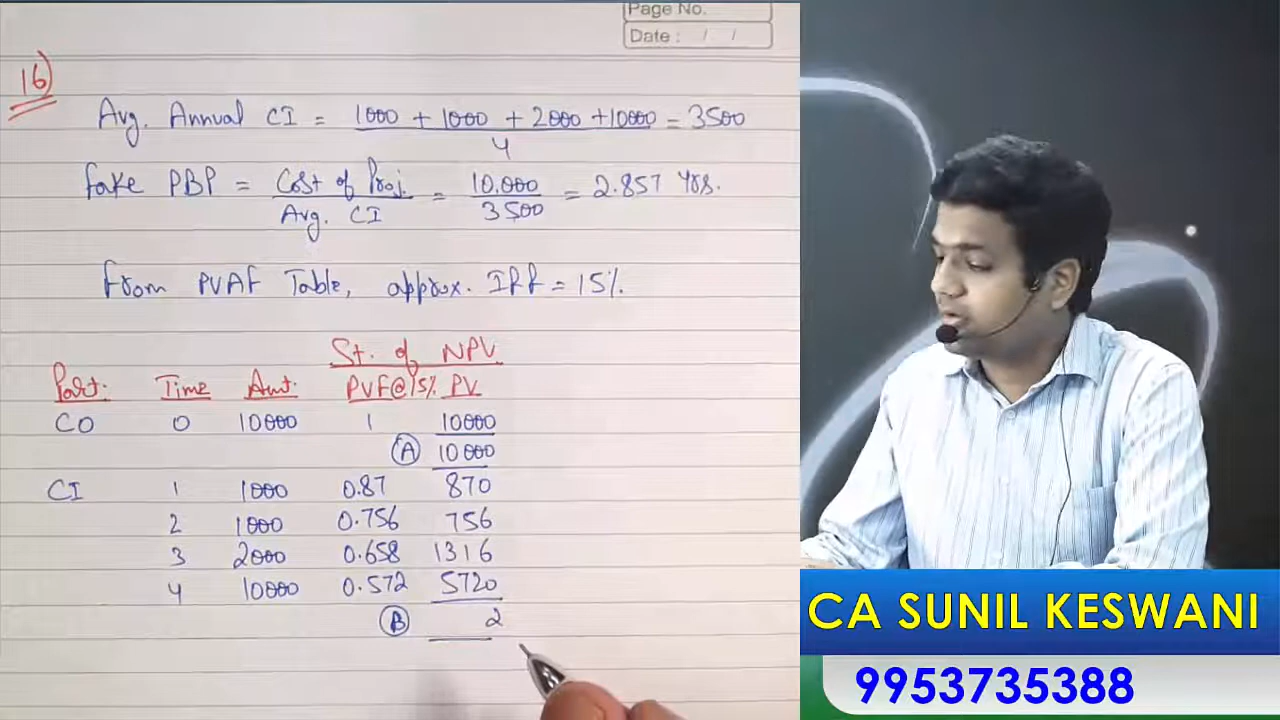 Page No.
Date : / /
16)
Avg. Annual CI = 1000 + 1000 + 2000 + 10000 = 3500
4
fake PBP = Cost of Proj. = 10.000 = 2.857 Yrs.
Avg. CI 3500
from PVAF Table, approx. IRR = 15%.
St. of NPV
Part: Time Amt: PVF@15% PV
CO 0 10000 1 10000
(A) 10000
CI 1 1000 0.87 870
2 1000 0.756 756
3 2000 0.658 1316
4 10000 0.572 5720
(B) 2
CA SUNIL KESWANI
9953735388